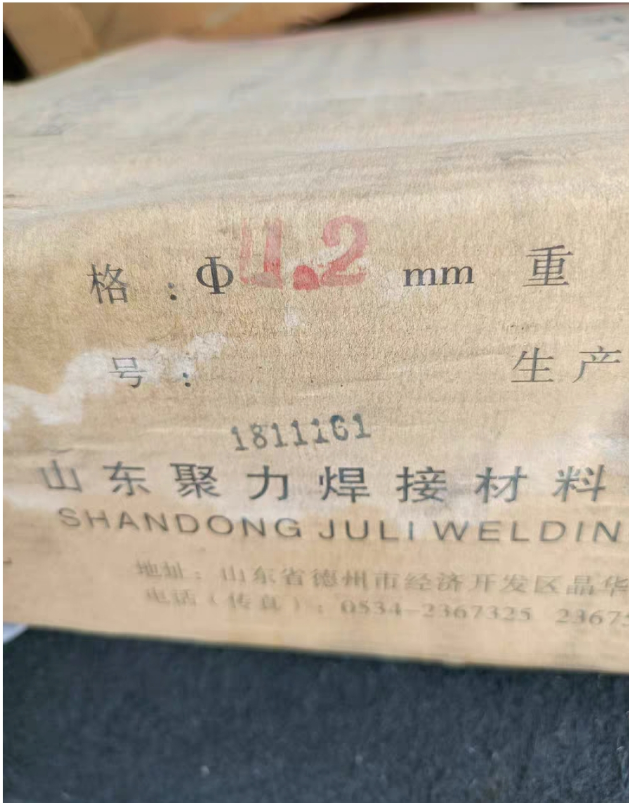 格：Φ 1.2 mm 重
号： 生产
1811161
山东聚力焊接材料
SHANDONG JULI WELDIN
地址：山东省德州市经济开发区晶华
电话（传真）：0534-2367325 23675